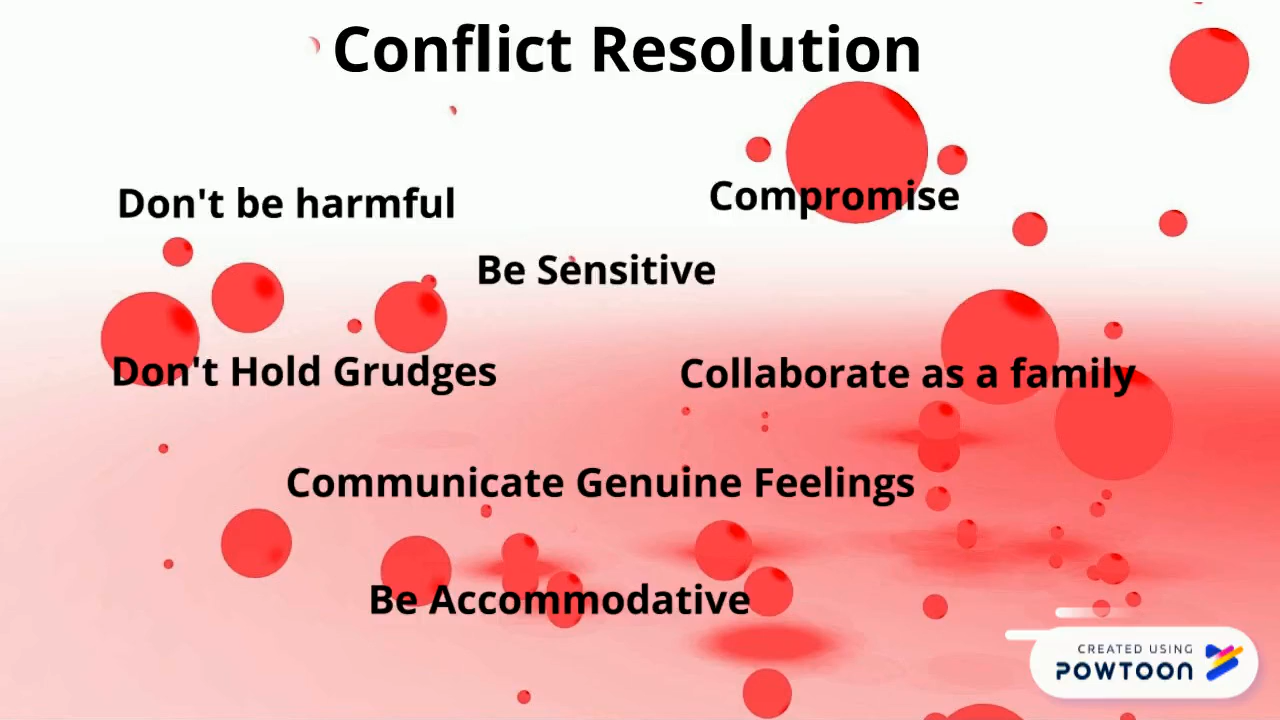 Conflict Resolution
Don't be harmful
Compromise
Be Sensitive
Don't Hold Grudges
Collaborate as a family
Communicate Genuine Feelings
Be Accommodative
CREATED USING
POWTOON